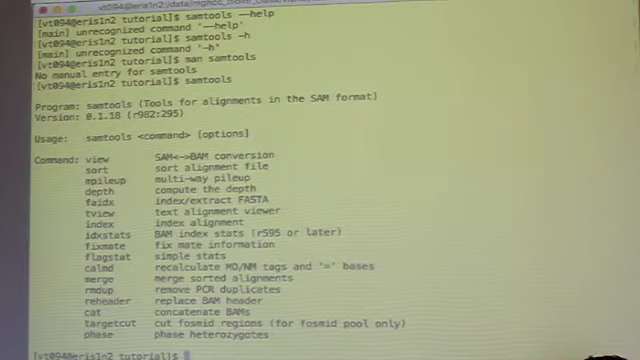 vt094@eris1n2:/data/
[vt094@eris1n2 tutorial]$ samtools --help
[main] unrecognized command '--help'
[vt094@eris1n2 tutorial]$ samtools -h
[main] unrecognized command '-h'
[vt094@eris1n2 tutorial]$ man samtools
No manual entry for samtools
[vt094@eris1n2 tutorial]$ samtools
Program: samtools (Tools for alignments in the SAM format)
Version: 0.1.18 (r982:295)
Usage: samtools <command> [options]
Command: view SAM<->BAM conversion
sort sort alignment file
mpileup multi-way pileup
depth compute the depth
faidx index/extract FASTA
tview text alignment viewer
index index alignment
idxstats BAM index stats (r595 or later)
fixmate fix mate information
flagstat simple stats
calmd recalculate MD/NM tags and '=' bases
merge merge sorted alignments
rmdup remove PCR duplicates
reheader replace BAM header
cat concatenate BAMs
targetcut cut fosmid regions (for fosmid pool only)
phase phase heterozygotes
[vt094@eris1n2 tutorial]$